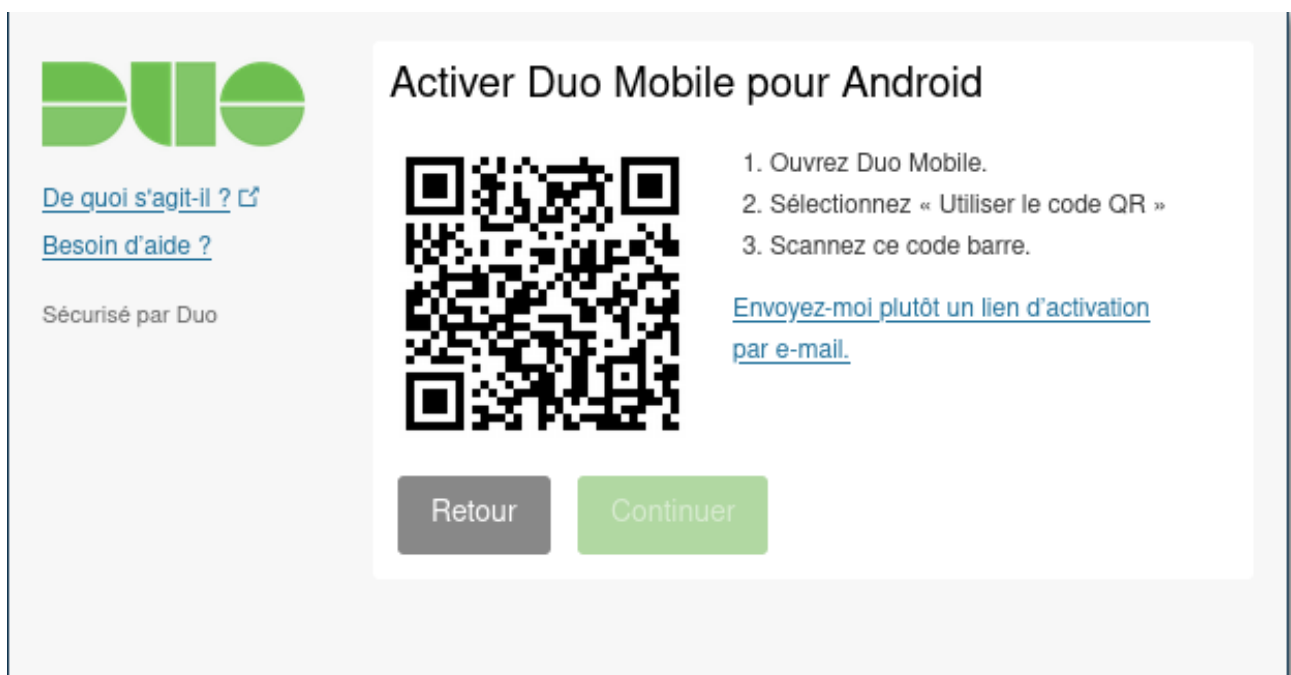 DUO
Activer Duo Mobile pour Android
De quoi s'agit-il ?
Besoin d’aide ?
Sécurisé par Duo
1. Ouvrez Duo Mobile.
2. Sélectionnez « Utiliser le code QR »
3. Scannez ce code barre.
Envoyez-moi plutôt un lien d’activation
par e-mail.
Retour
Continuer